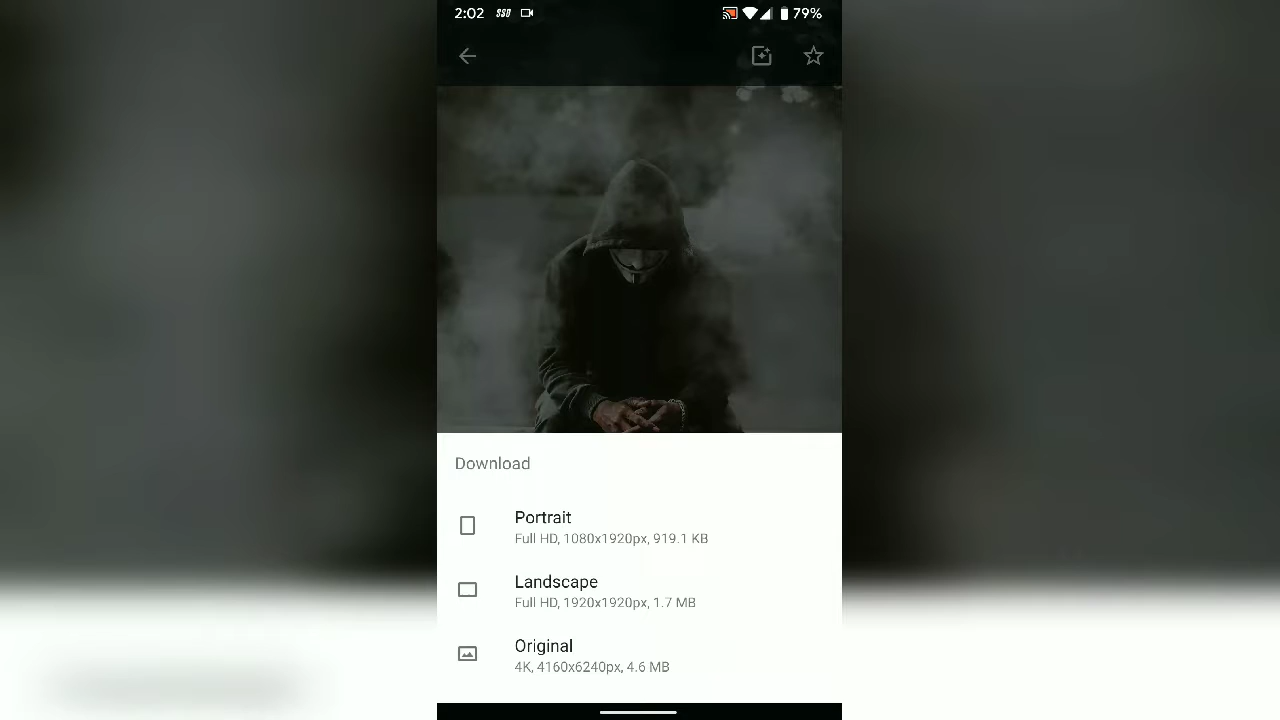 2:02 79%
Download
Portrait
Full HD, 1080x1920px, 919.1 KB
Landscape
Full HD, 1920x1920px, 1.7 MB
Original
4K, 4160x6240px, 4.6 MB